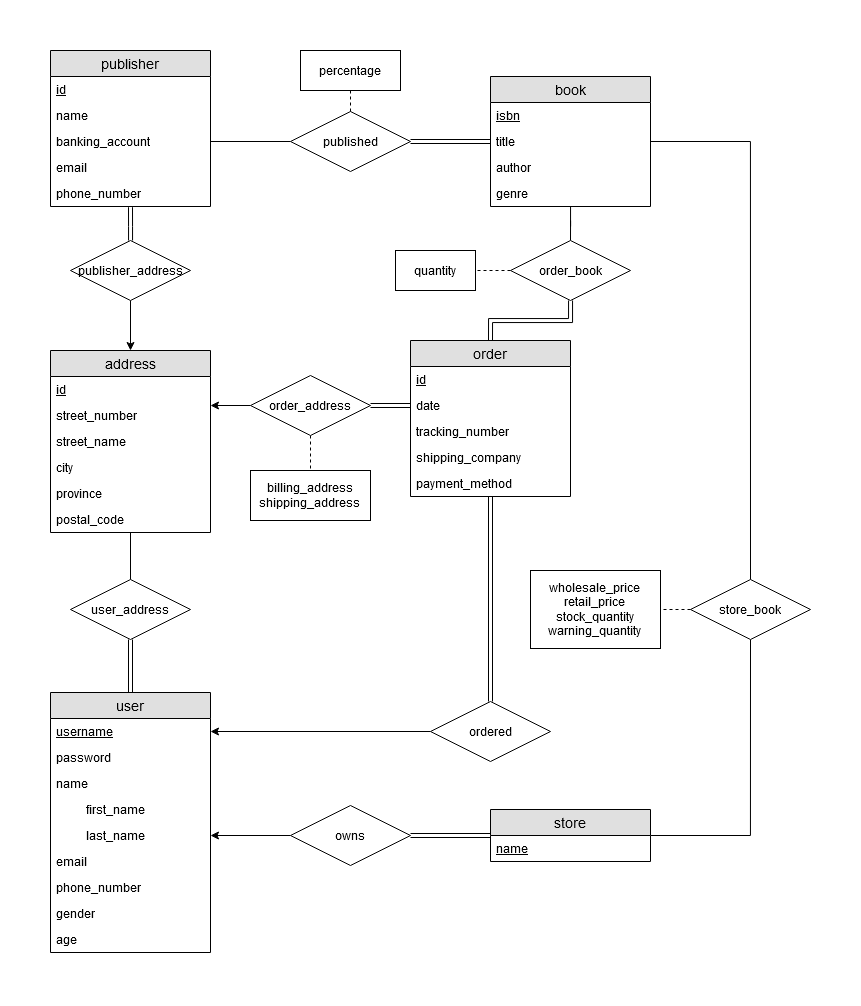 publisher
id
name
banking_account
email
phone_number
percentage
published
book
isbn
title
author
genre
publisher_address
quantity
order_book
address
id
street_number
street_name
city
province
postal_code
order_address
billing_address
shipping_address
order
id
date
tracking_number
shipping_company
payment_method
user_address
wholesale_price
retail_price
stock_quantity
warning_quantity
store_book
user
username
password
name
first_name
last_name
email
phone_number
gender
age
ordered
owns
store
name